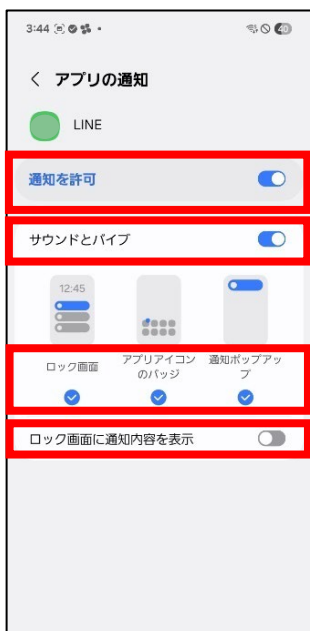 3:44
40
アプリの通知
LINE
通知を許可
サウンドとバイブ
12:45
ロック画面
アプリアイコン
のバッジ
通知ポップアッ
プ
ロック画面に通知内容を表示